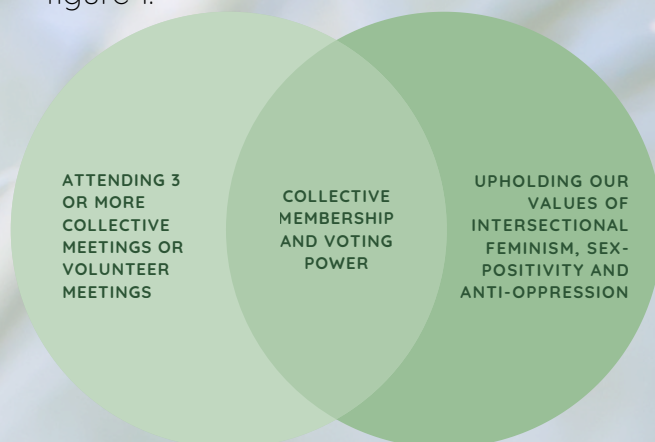 figure 1.
ATTENDING 3
OR MORE
COLLECTIVE
MEETINGS OR
VOLUNTEER
MEETINGS
COLLECTIVE
MEMBERSHIP
AND VOTING
POWER
UPHOLDING OUR
VALUES OF
INTERSECTIONAL
FEMINISM, SEX-
POSITIVITY AND
ANTI-OPPRESSION